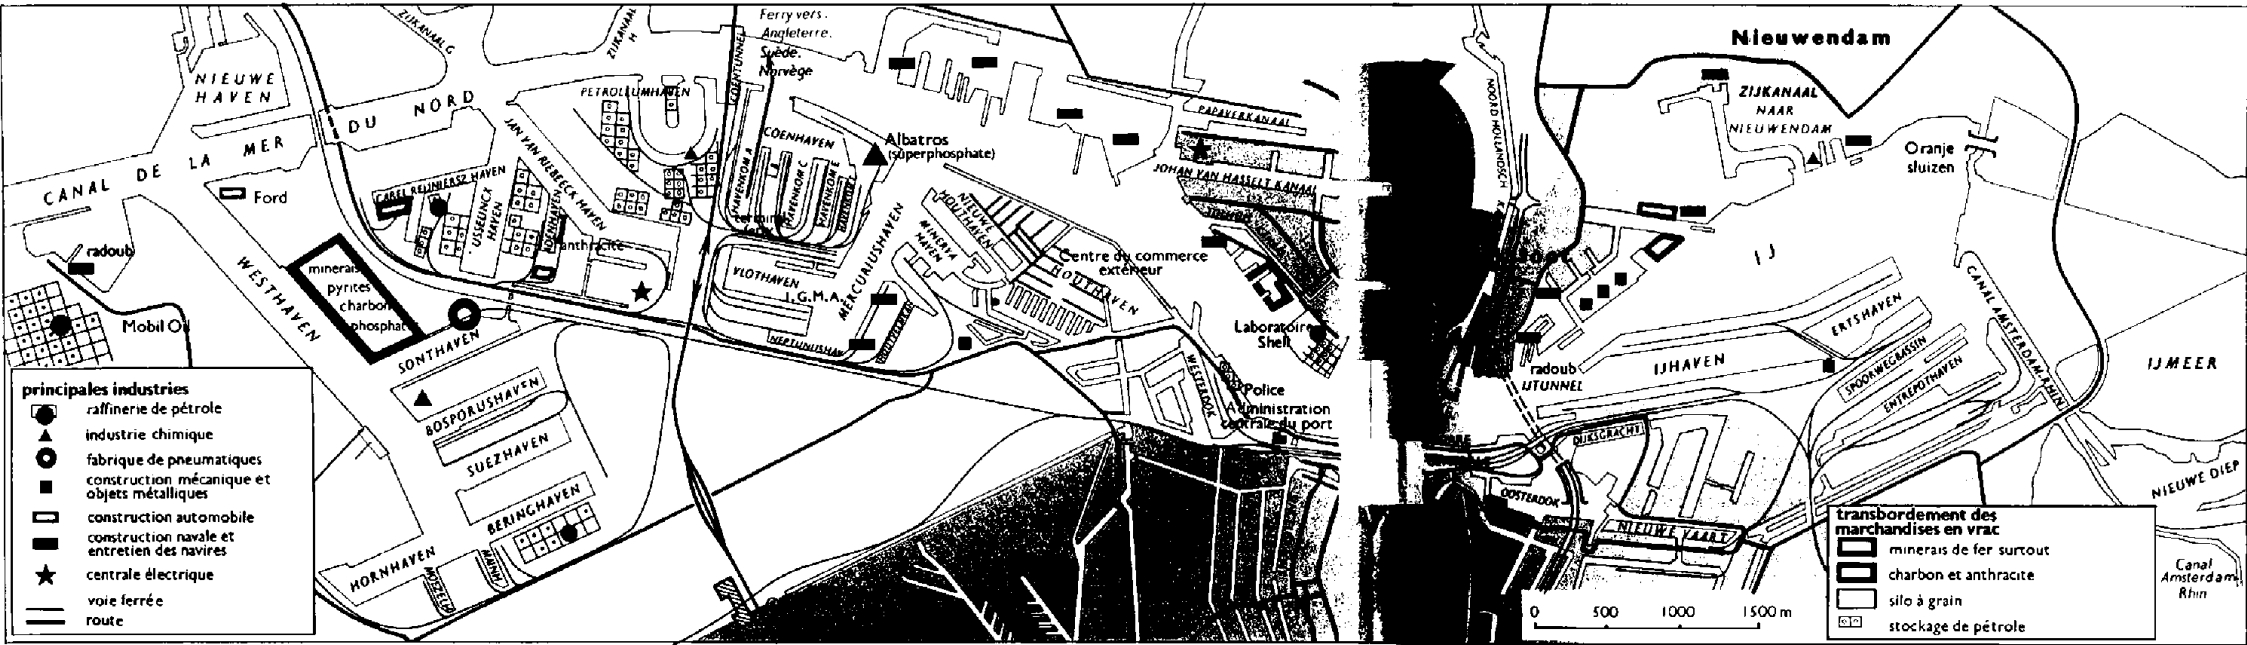 NIEUWE
HAVEN
CANAL DE LA MER DU NORD
ZIJKANAAL G
ZIJKANAAL
H
Ferry vers.
Angleterre.
Suède.
Norvège
COENTUNNEL
PETROLEUMHAVEN
JAN VAN RIEBEECK HAVEN
CAREL REIJNIERSZ HAVEN
USSELINCX
HAVEN
COENHAVEN
Albatros
(superphosphate)
HAVENKOM A
HAVENKOM C
HAVENKOM E
Ford
radoub
Mobil Oil
WESTHAVEN
minerais
pyrites
charbon
phosphat
anthracite
SONTHAVEN
BOSPORUSHAVEN
SUEZHAVEN
BERINGHAVEN
HORNHAVEN
VLOTHAVEN
I.G.M.A.
MERCURIUSHAVEN
NEPTUNUSHAV
NIEUWE
HOUTHAVEN
MINERVA
HAVEN
HOUTHAVEN
Centre du commerce
extérieur
PAPAVERKANAAL
JOHAN VAN HASSELT KANAAL
Laboratoire
Shell
WESTERDOK
Police
Administration
centrale du port
NOORD HOLLANDSCH K
Nieuwendam
ZIJKANAAL
NAAR
NIEUWENDAM
Oranje
sluizen
IJ
radoub
IJTUNNEL
IJHAVEN
ERTSHAVEN
SPOORWEGBASSIN
ENTREPOTHAVEN
CANAL AMSTERDAM-RHIN
IJMEER
DIJKSGRACHT
OOSTERDOK
NIEUWE VAART
NIEUWE DIEP
Canal
Amsterdam
Rhin
principales industries
raffinerie de pétrole
industrie chimique
fabrique de pneumatiques
construction mécanique et
objets métalliques
construction automobile
construction navale et
entretien des navires
centrale électrique
voie ferrée
route
0 500 1000 1500 m
transbordement des
marchandises en vrac
minerais de fer surtout
charbon et anthracite
silo à grain
stockage de pétrole